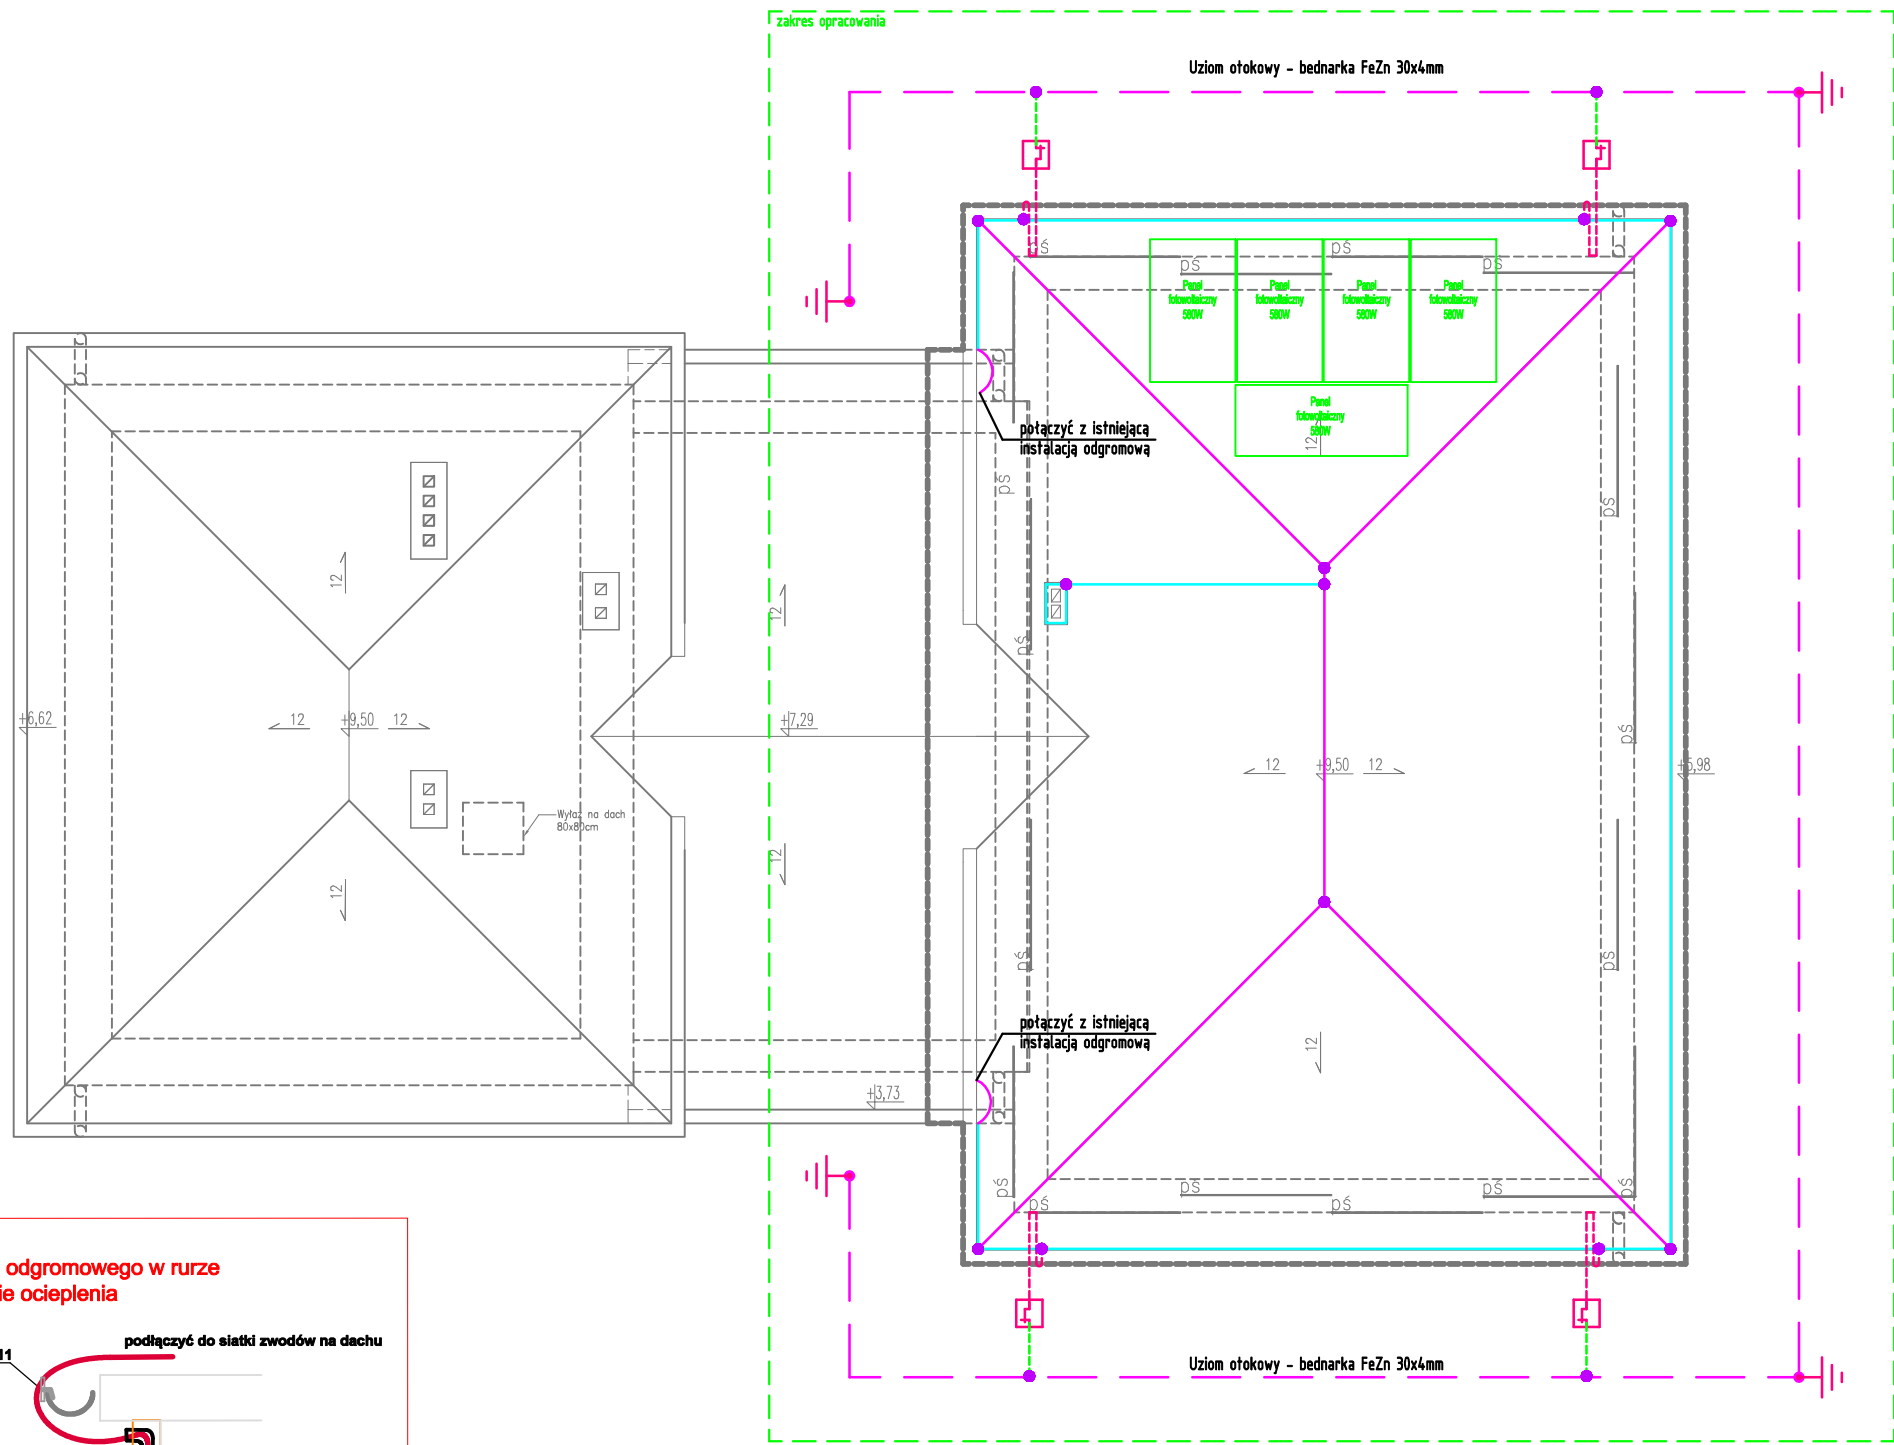 zakres opracowania
Uziom otokowy - bednarka FeZn 30x4mm
pś
pś
pś
pś
Panel
fotowoltaiczny
580W
Panel
fotowoltaiczny
580W
Panel
fotowoltaiczny
580W
Panel
fotowoltaiczny
580W
Panel
fotowoltaiczny
580W
12
połączyć z istniejącą
instalacją odgromową
pś
pś
12
12
pś
+6,62
12
+9,50
12
+7,29
pś
12
+9,50
12
+5,98
Wyłaz na dach
80x80cm
12
12
pś
pś
połączyć z istniejącą
instalacją odgromową
12
+3,73
pś
pś
pś
pś
pś
pś
odgromowego w rurze
ie ocieplenia
podłączyć do siatki zwodów na dachu
11
Uziom otokowy - bednarka FeZn 30x4mm